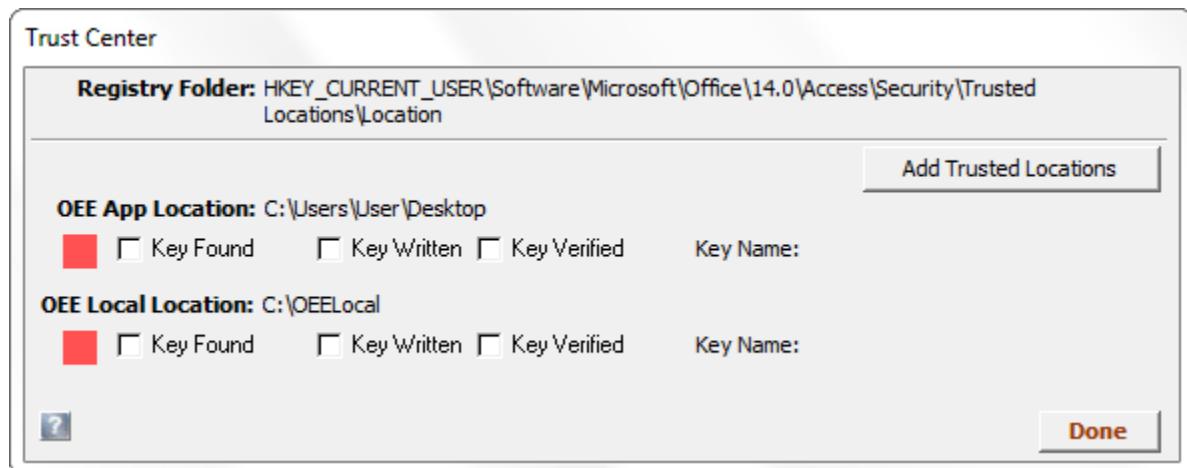 Trust Center
Registry Folder: HKEY_CURRENT_USER\Software\Microsoft\Office\14.0\Access\Security\Trusted
Locations\Location
Add Trusted Locations
OEE App Location: C:\Users\User\Desktop
Key Found Key Written Key Verified Key Name:
OEE Local Location: C:\OEELocal
Key Found Key Written Key Verified Key Name:
?
Done